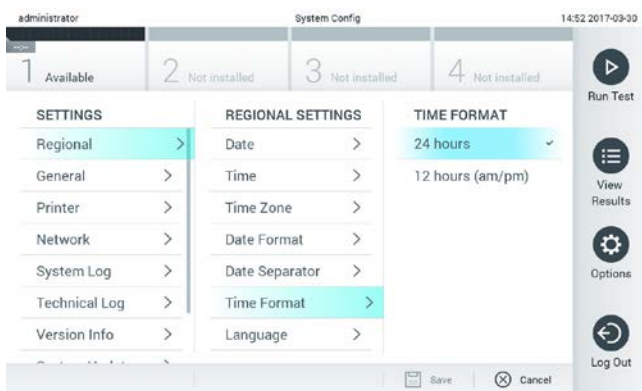 administrator System Config 14:52 2017-03-30
1 Available 2 Not installed 3 Not installed 4 Not installed
Run Test
SETTINGS
Regional
General
Printer
Network
System Log
Technical Log
Version Info
REGIONAL SETTINGS
Date
Time
Time Zone
Date Format
Date Separator
Time Format
Language
TIME FORMAT
24 hours
12 hours (am/pm)
View
Results
Options
Log Out
Save Cancel